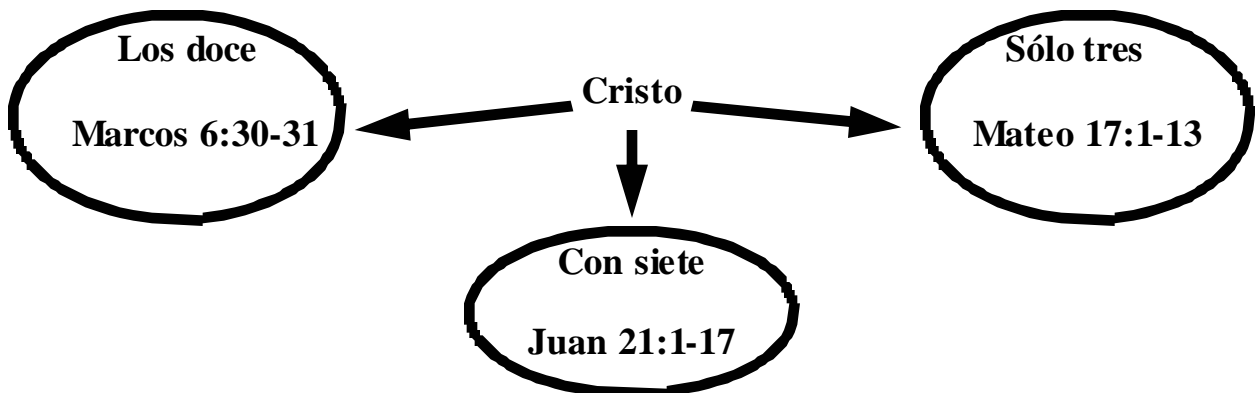 Los doce
Marcos 6:30-31
Cristo
Sólo tres
Mateo 17:1-13
Con siete
Juan 21:1-17